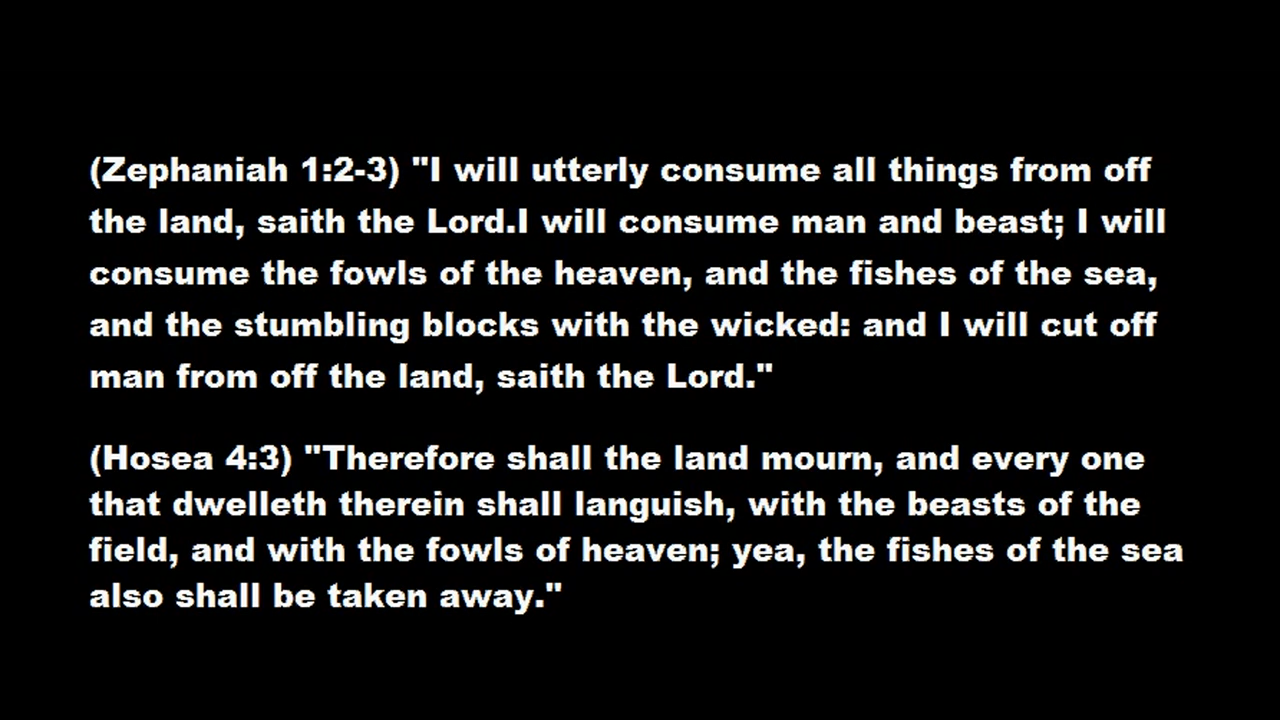 (Zephaniah 1:2-3) "I will utterly consume all things from off
the land, saith the Lord.I will consume man and beast; I will
consume the fowls of the heaven, and the fishes of the sea,
and the stumbling blocks with the wicked: and I will cut off
man from off the land, saith the Lord."
(Hosea 4:3) "Therefore shall the land mourn, and every one
that dwelleth therein shall languish, with the beasts of the
field, and with the fowls of heaven; yea, the fishes of the sea
also shall be taken away."